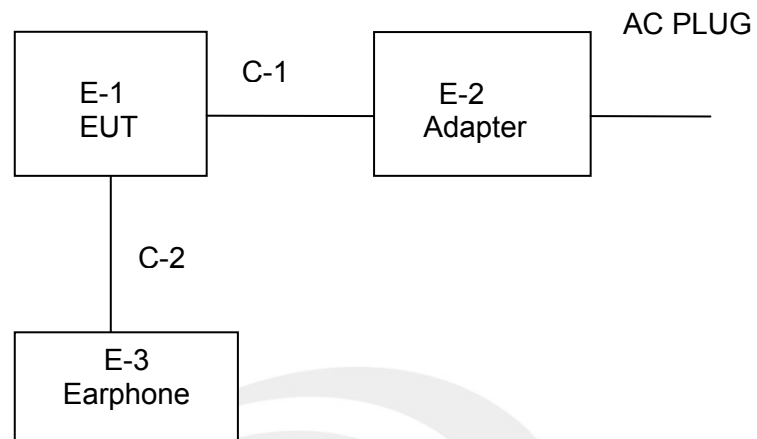 AC PLUG
C-1
E-1
EUT
E-2
Adapter
C-2
E-3
Earphone